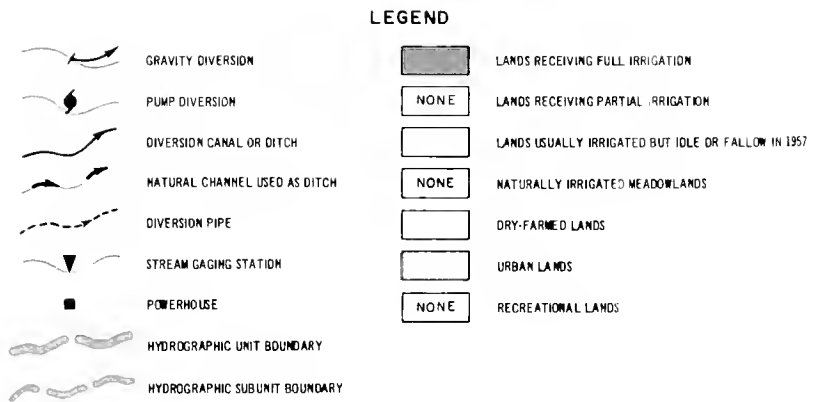 LEGEND
GRAVITY DIVERSION
PUMP DIVERSION
DIVERSION CANAL OR DITCH
NATURAL CHANNEL USED AS DITCH
DIVERSION PIPE
STREAM GAGING STATION
POWERHOUSE
HYDROGRAPHIC UNIT BOUNDARY
HYDROGRAPHIC SUBUNIT BOUNDARY
LANDS RECEIVING FULL IRRIGATION
NONE LANDS RECEIVING PARTIAL IRRIGATION
LANDS USUALLY IRRIGATED BUT IDLE OR FALLOW IN 1957
NONE NATURALLY IRRIGATED MEADOWLANDS
DRY-FARMED LANDS
URBAN LANDS
NONE RECREATIONAL LANDS